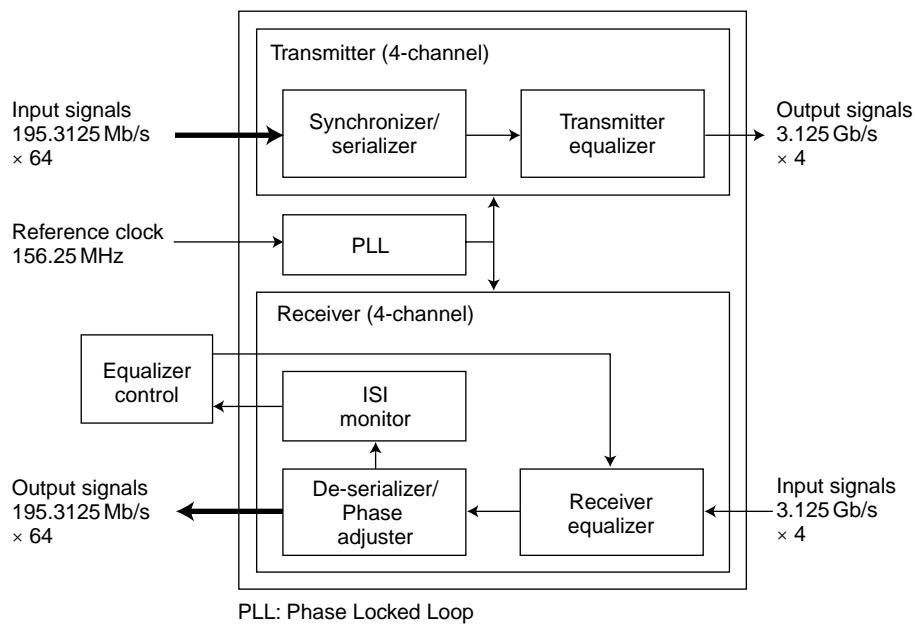 Transmitter (4-channel)
Input signals
195.3125 Mb/s
× 64
Synchronizer/
serializer
Transmitter
equalizer
Output signals
3.125 Gb/s
× 4
Reference clock
156.25 MHz
PLL
Receiver (4-channel)
Equalizer
control
ISI
monitor
Output signals
195.3125 Mb/s
× 64
De-serializer/
Phase
adjuster
Receiver
equalizer
Input signals
3.125 Gb/s
× 4
PLL: Phase Locked Loop